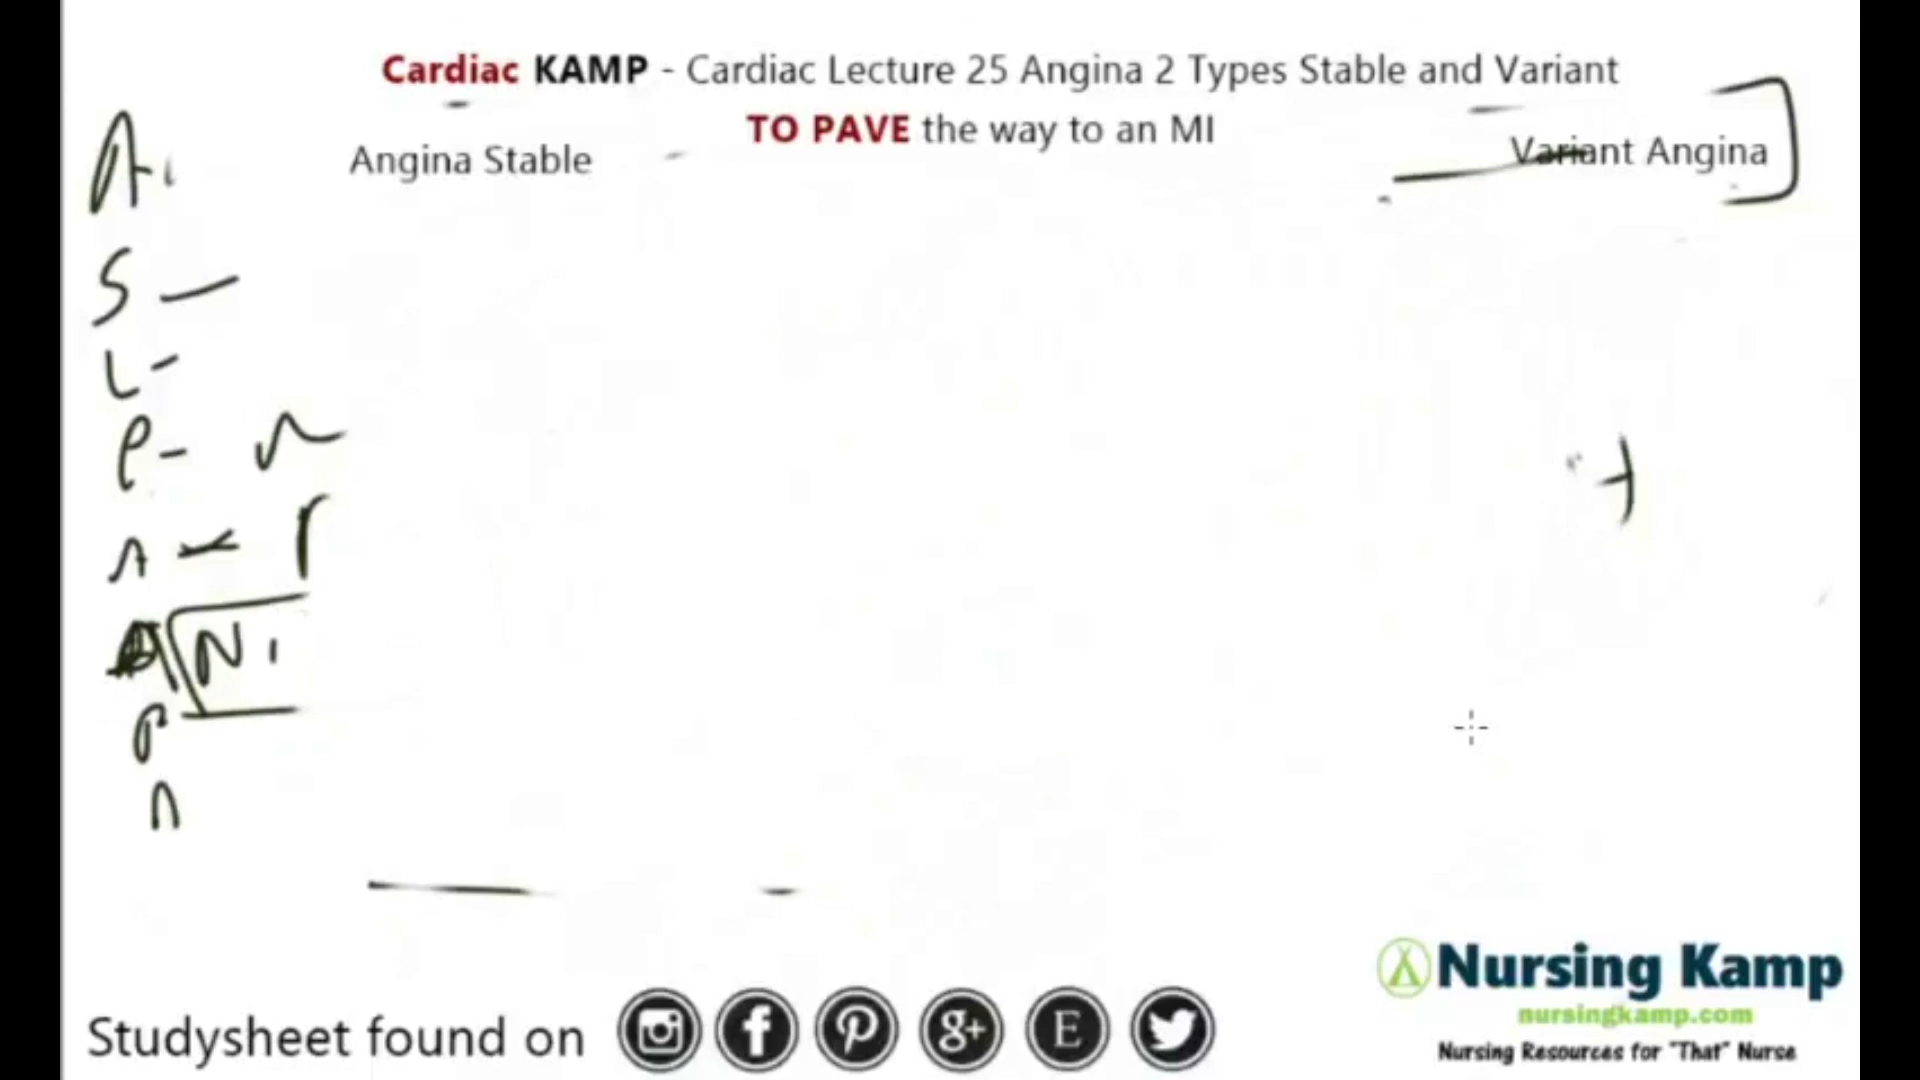 Cardiac KAMP - Cardiac Lecture 25 Angina 2 Types Stable and Variant
TO PAVE the way to an MI
Angina Stable
Variant Angina
A
S -
L -
P -
N
Studysheet found on
g+
E
Nursing Kamp
nursingkamp.com
Nursing Resources for "That" Nurse